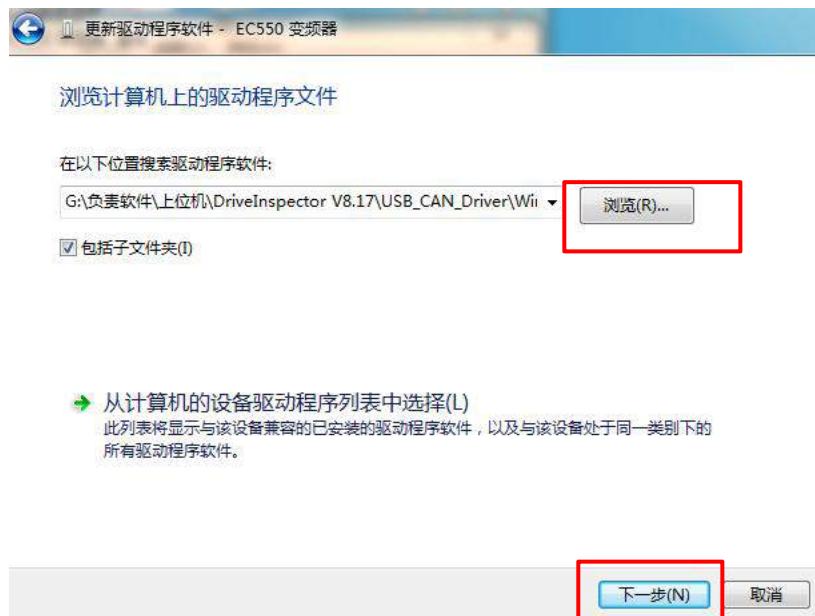 更新驱动程序软件 - EC550 变频器
浏览计算机上的驱动程序文件
在以下位置搜索驱动程序软件:
G:\负责软件\上位机\DriveInspector V8.17\USB_CAN_Driver\Wi
浏览(R)...
包括子文件夹(I)
从计算机的设备驱动程序列表中选择(L)
此列表将显示与该设备兼容的已安装的驱动程序软件，以及与该设备处于同一类别下的
所有驱动程序软件。
下一步(N)
取消